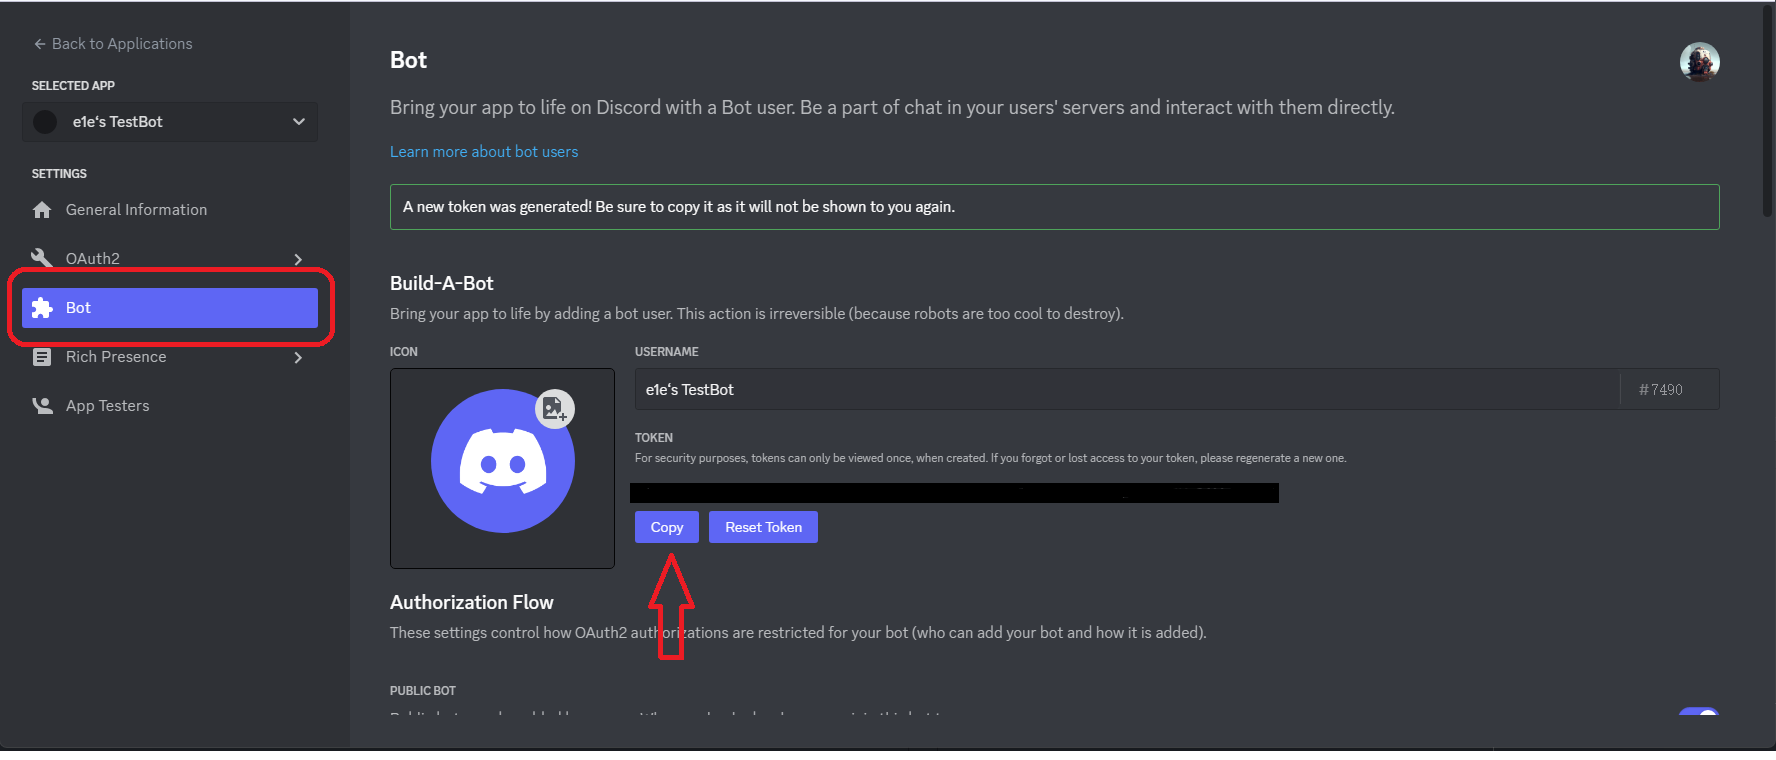 Back to Applications
SELECTED APP
e1e‘s TestBot
SETTINGS
General Information
OAuth2
Bot
Rich Presence
App Testers
Bot
Bring your app to life on Discord with a Bot user. Be a part of chat in your users' servers and interact with them directly.
Learn more about bot users
A new token was generated! Be sure to copy it as it will not be shown to you again.
Build-A-Bot
Bring your app to life by adding a bot user. This action is irreversible (because robots are too cool to destroy).
ICON
USERNAME
e1e‘s TestBot
#7490
TOKEN
For security purposes, tokens can only be viewed once, when created. If you forgot or lost access to your token, please regenerate a new one.
Copy
Reset Token
Authorization Flow
These settings control how OAuth2 authorizations are restricted for your bot (who can add your bot and how it is added).
PUBLIC BOT